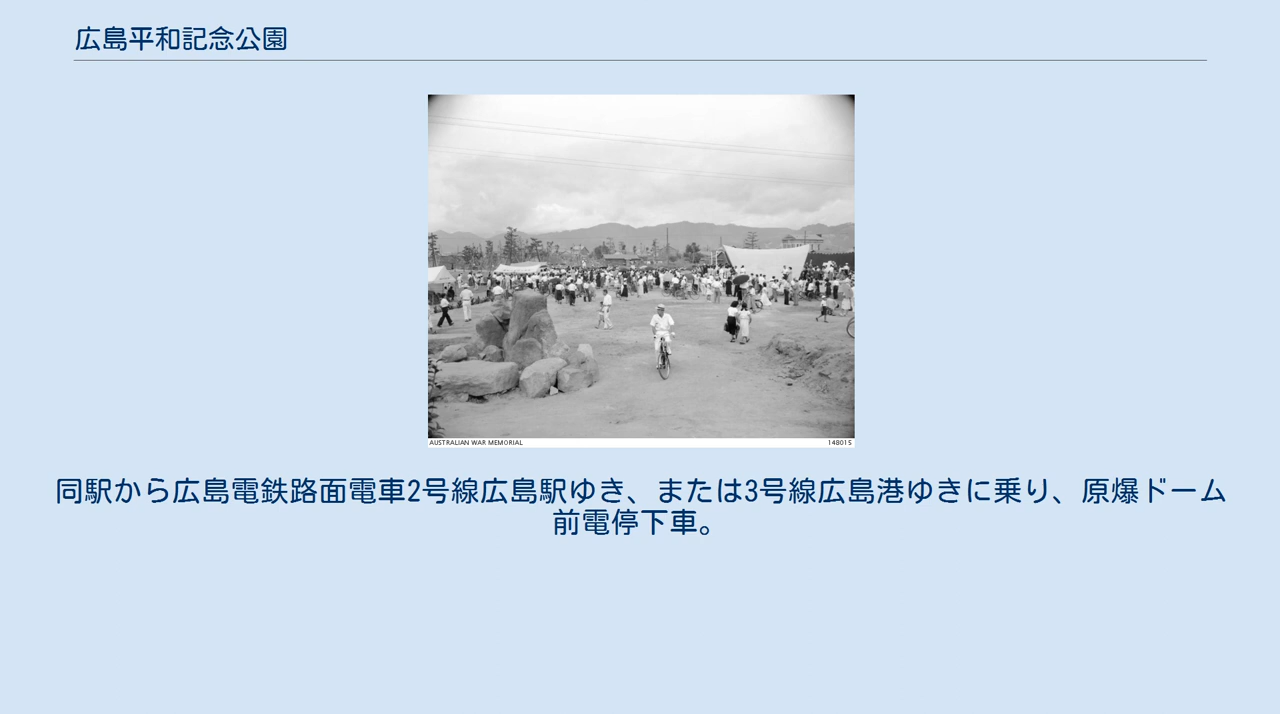 広島平和記念公園
AUSTRALIAN WAR MEMORIAL 148015
同駅から広島電鉄路面電車2号線広島駅ゆき、または3号線広島港ゆきに乗り、原爆ドーム
前電停下車。